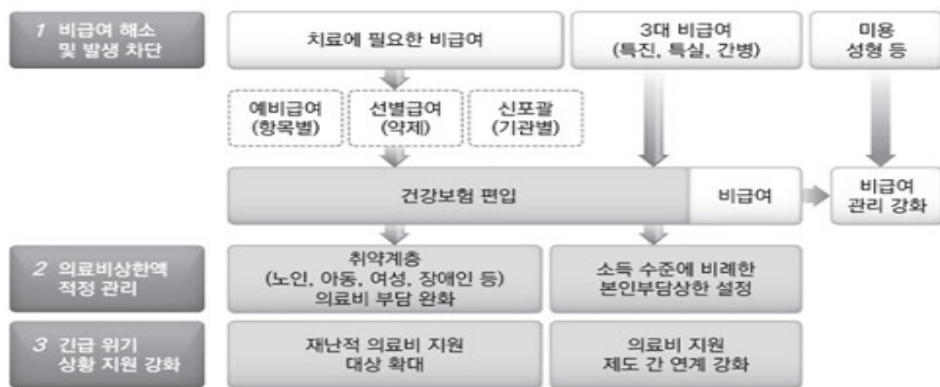 1 비급여 해소
및 발생 차단
치료에 필요한 비급여
3대 비급여
(특진, 특실, 간병)
미용
성형 등
예비급여
(항목별)
선별급여
(약제)
신포괄
(기관별)
건강보험 편입
비급여
비급여
관리 강화
2 의료비상한액
적정 관리
취약계층
(노인, 아동, 여성, 장애인 등)
의료비 부담 완화
소득 수준에 비례한
본인부담상한 설정
3 긴급 위기
상황 지원 강화
재난적 의료비 지원
대상 확대
의료비 지원
제도 간 연계 강화